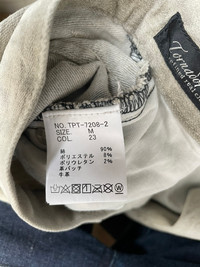 Tornado
NO. TPT-7208-2
SIZE. M
COL. 23
綿 90%
ポリエステル 8%
ポリウレタン 2%
革パッチ
牛革